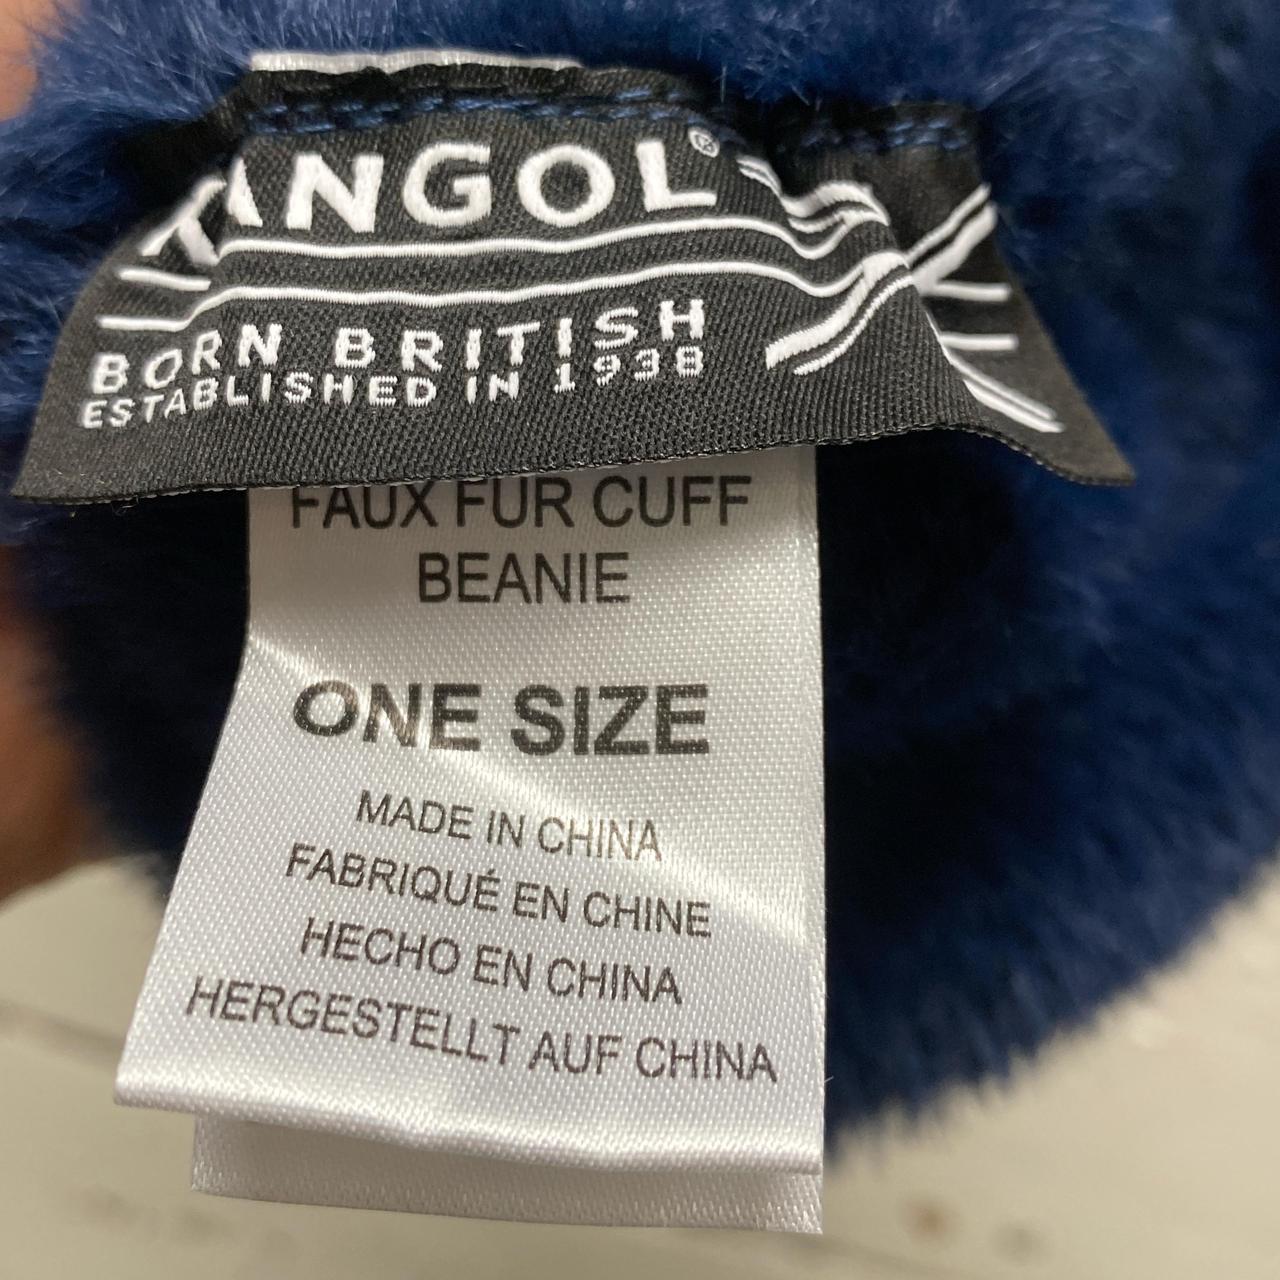 KANGOL®
BORN BRITISH
ESTABLISHED IN 1938
FAUX FUR CUFF
BEANIE
ONE SIZE
MADE IN CHINA
FABRIQUÉ EN CHINE
HECHO EN CHINA
HERGESTELLT AUF CHINA